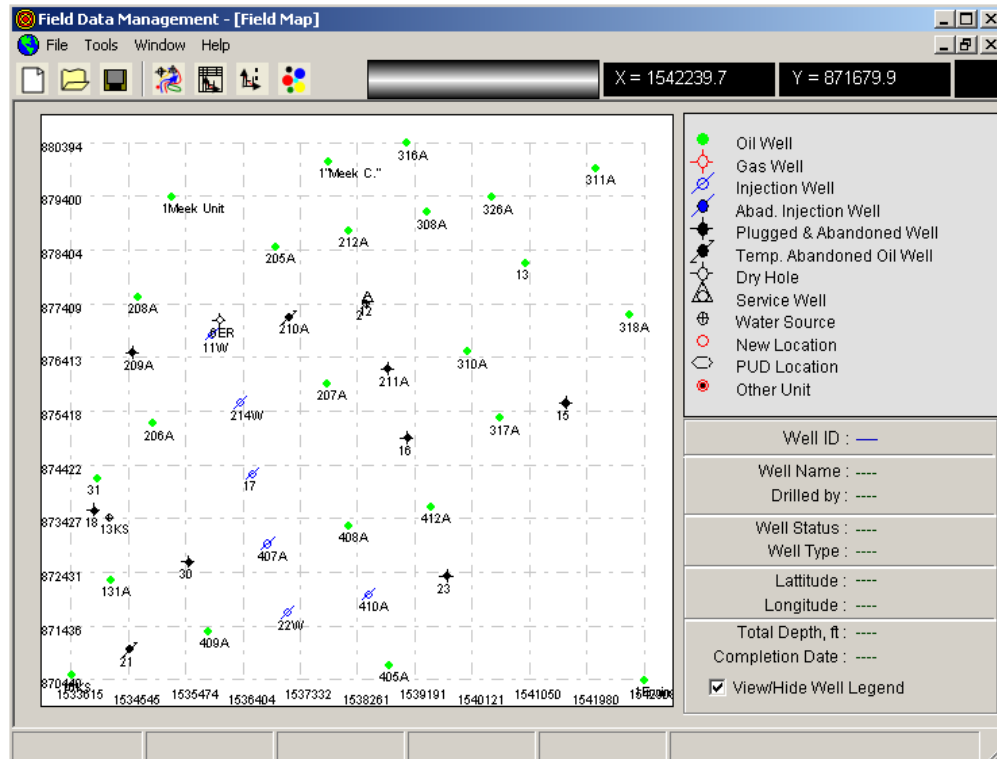 Field Data Management - [Field Map]
File Tools Window Help
X = 1542239.7 Y = 871679.9
880394
316A
1"Meek C."
311A
879400
1Meek Unit
326A
308A
212A
878404
205A
13
877409
208A
2
12
210A
318A
11W
876413
209A
310A
211A
207A
875418
214W
15
206A
317A
16
874422
17
31
18
13KS
412A
873427
408A
407A
872431
30
23
131A
410A
22W
871436
409A
21
405A
1533615 1534545 1535474 1536404 1537332 1538261 1539191 1540121 1541050 1541980
Oil Well
Gas Well
Injection Well
Abad. Injection Well
Plugged & Abandoned Well
Temp. Abandoned Oil Well
Dry Hole
Service Well
Water Source
New Location
PUD Location
Other Unit
Well ID : ----
Well Name : ----
Drilled by : ----
Well Status : ----
Well Type : ----
Lattitude : ----
Longitude : ----
Total Depth, ft : ----
Completion Date : ----
View/Hide Well Legend